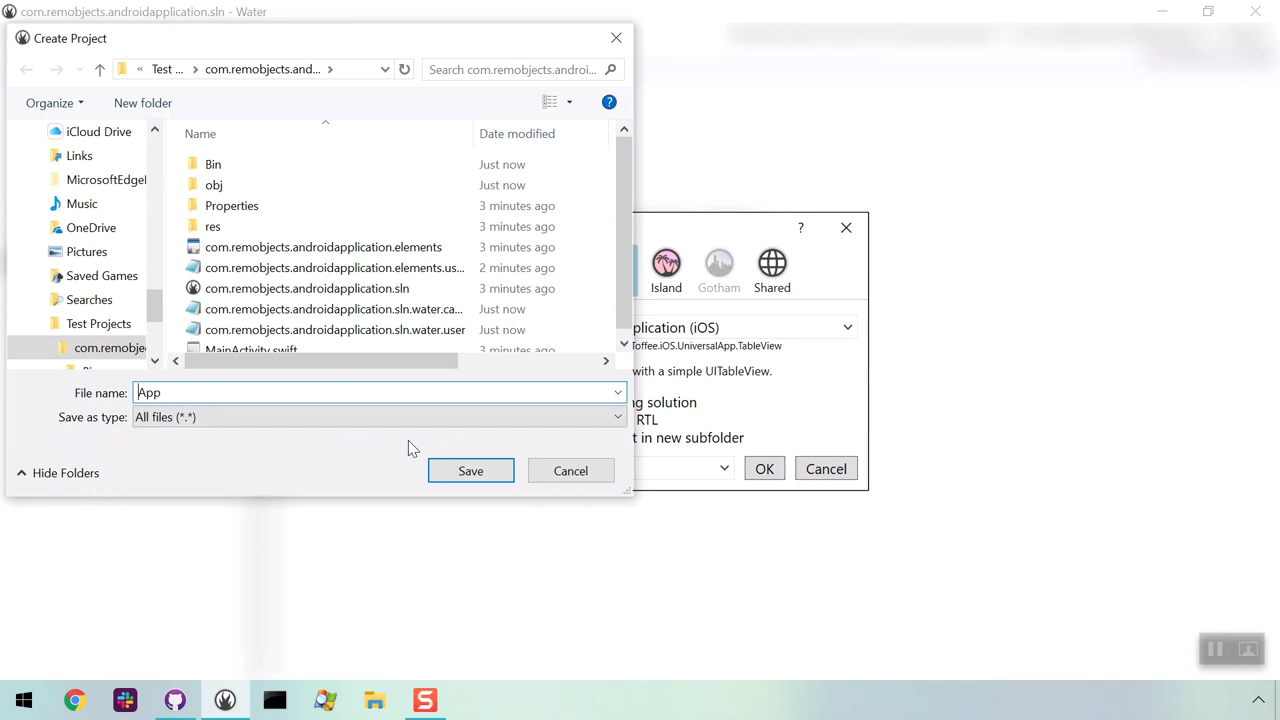 com.remobjects.androidapplication.sln - Water
Create Project
« Test ... com.remobjects.and...
Search com.remobjects.androi...
Organize
New folder
?
iCloud Drive
Links
MicrosoftEdgeI
Music
OneDrive
Pictures
Saved Games
Searches
Test Projects
com.remobje
Name
Date modified
Bin
Just now
obj
Just now
Properties
3 minutes ago
res
3 minutes ago
com.remobjects.androidapplication.elements
3 minutes ago
com.remobjects.androidapplication.elements.us...
2 minutes ago
com.remobjects.androidapplication.sln
3 minutes ago
com.remobjects.androidapplication.sln.water.ca...
Just now
com.remobjects.androidapplication.sln.water.user
Just now
MainActivity.swift
3 minutes ago
File name: App
Save as type: All files (*.*)
Hide Folders
Save
Cancel
?
Island
Gotham
Shared
plication (iOS)
Toffee.iOS.UniversalApp.TableView
with a simple UITableView.
ng solution
RTL
t in new subfolder
OK
Cancel
S